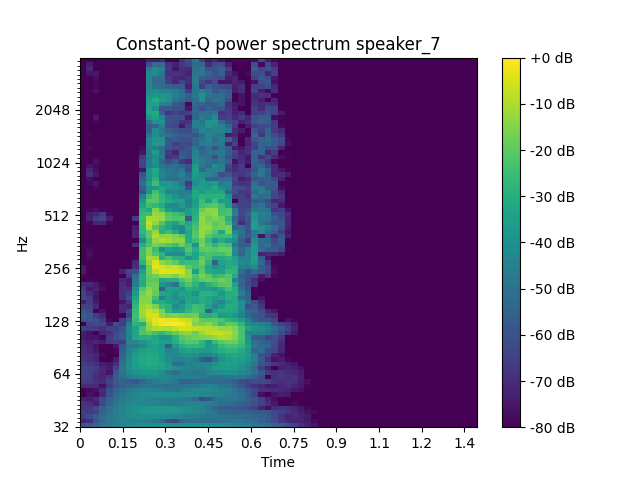 Constant-Q power spectrum speaker_7
2048
1024
512
256
128
64
32
Hz
0 0.15 0.3 0.45 0.6 0.75 0.9 1.1 1.2 1.4
Time
+0 dB
-10 dB
-20 dB
-30 dB
-40 dB
-50 dB
-60 dB
-70 dB
-80 dB